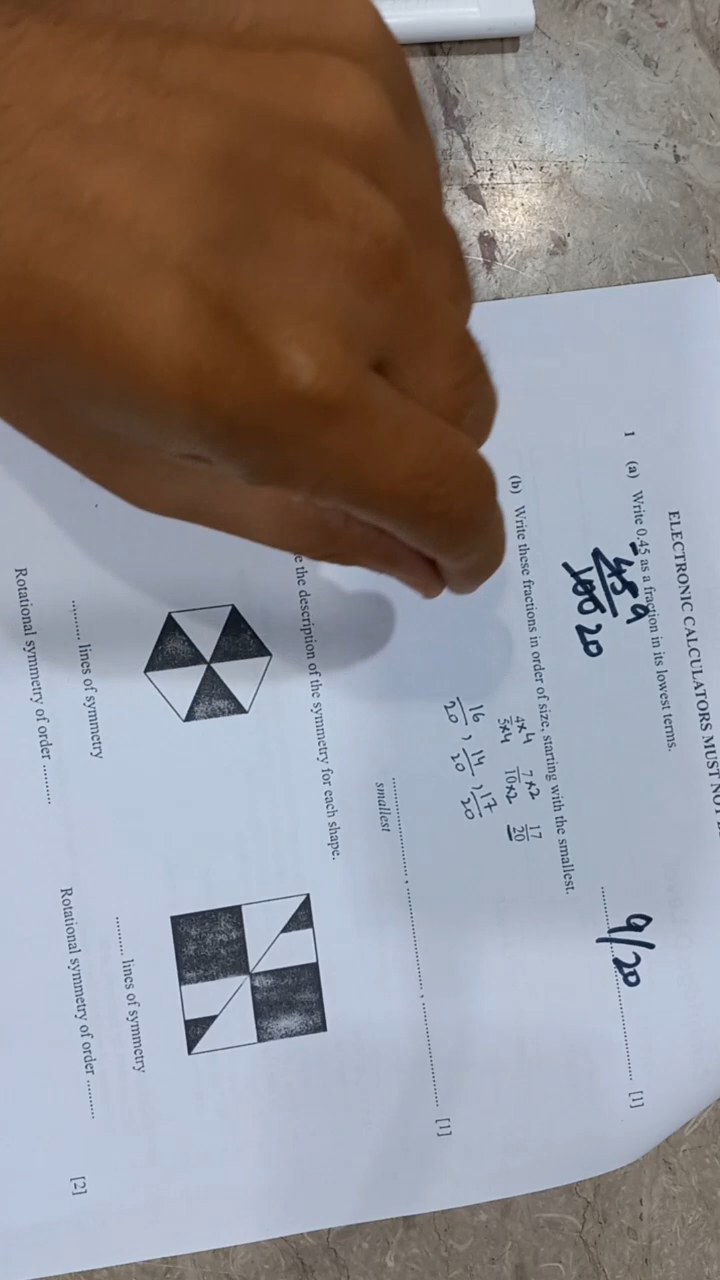 ELECTRONIC CALCULATORS MUST NOT
1 (a) Write 0.45 as a fraction in its lowest terms.
45 9
100 20
9/20
.................... [1]
(b) Write these fractions in order of size, starting with the smallest.
4×4 7×2 17
5×4 10×2 20
16 , 14 , 17
20 20 20
...................... , ...................... , ...................... [1]
smallest
the description of the symmetry for each shape.
.......... lines of symmetry .......... lines of symmetry
Rotational symmetry of order .......... Rotational symmetry of order ..........
[2]